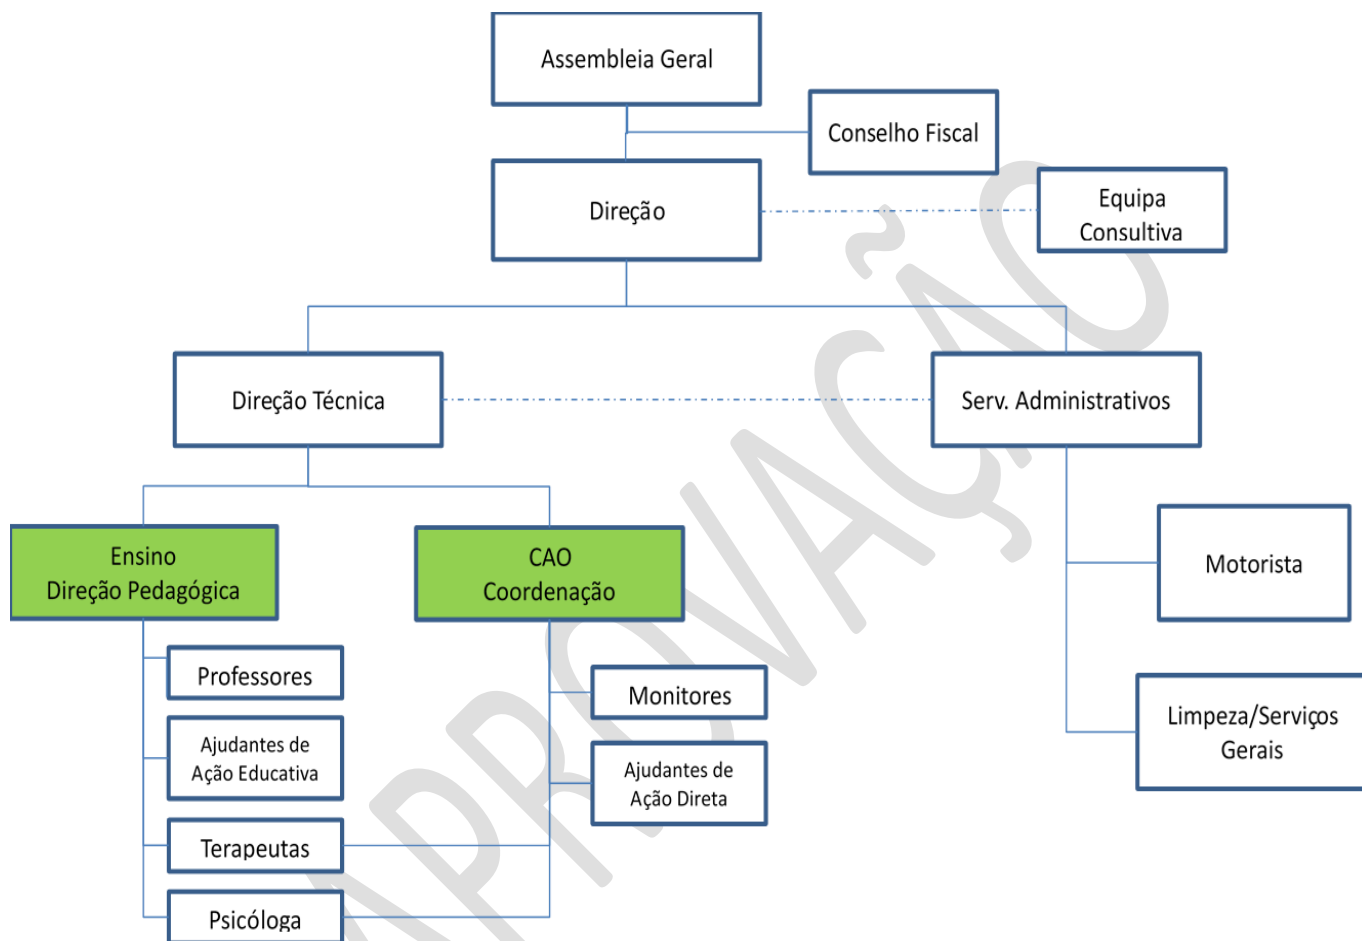 Assembleia Geral
Conselho Fiscal
Direção
Equipa
Consultiva
Direção Técnica
Serv. Administrativos
Ensino
Direção Pedagógica
CAO
Coordenação
Motorista
Professores
Monitores
Ajudantes de
Ação Educativa
Ajudantes de
Ação Direta
Limpeza/Serviços
Gerais
Terapeutas
Psicóloga
APROVAÇÃO